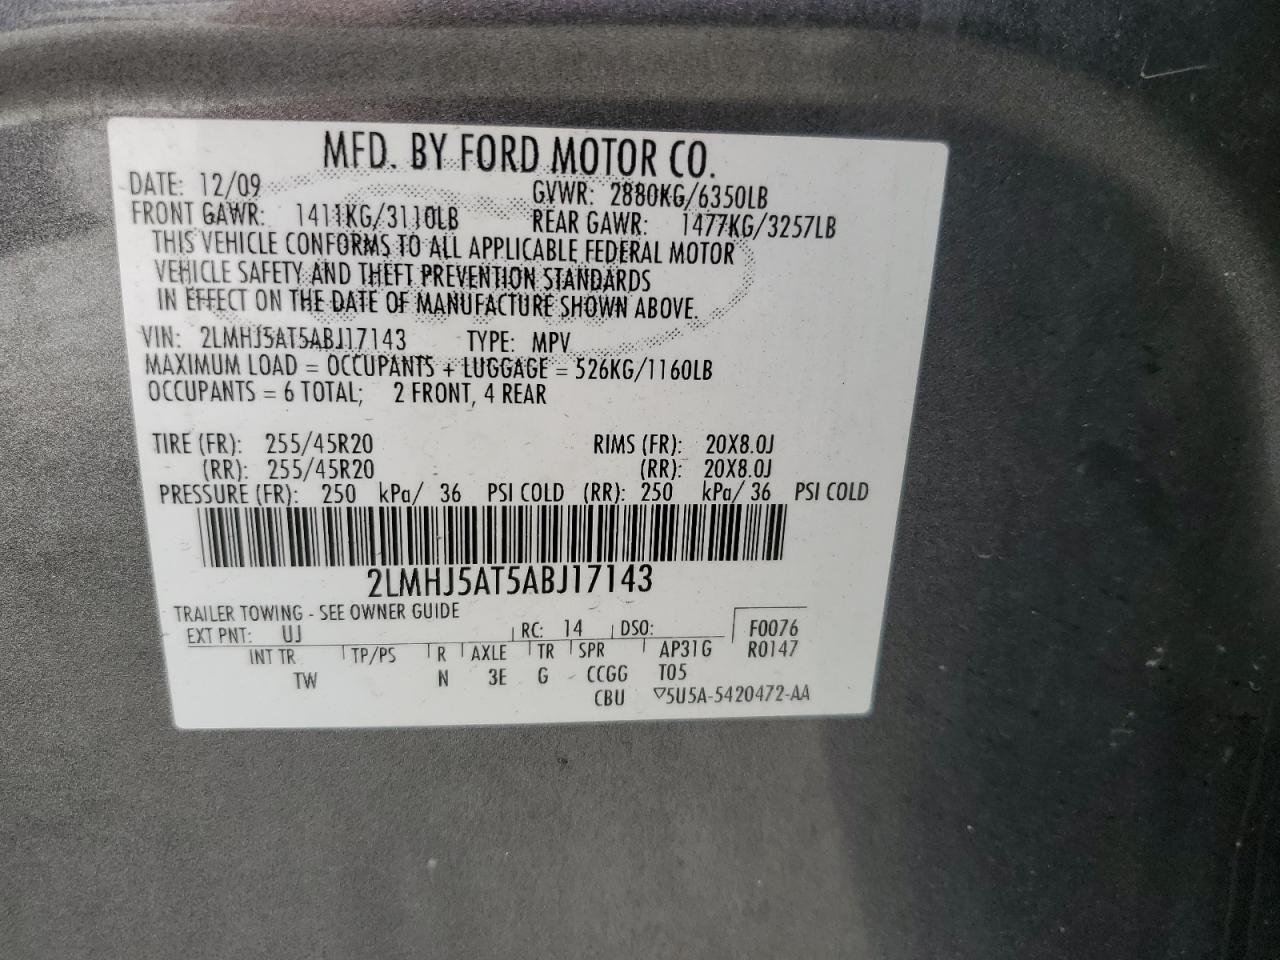 MFD. BY FORD MOTOR CO.
DATE: 12/09 GVWR: 2880KG/6350LB
FRONT GAWR: 1411KG/3110LB REAR GAWR: 1477KG/3257LB
THIS VEHICLE CONFORMS TO ALL APPLICABLE FEDERAL MOTOR
VEHICLE SAFETY AND THEFT PREVENTION STANDARDS
IN EFFECT ON THE DATE OF MANUFACTURE SHOWN ABOVE.
VIN: 2LMHJ5AT5ABJ17143 TYPE: MPV
MAXIMUM LOAD = OCCUPANTS + LUGGAGE = 526KG/1160LB
OCCUPANTS = 6 TOTAL; 2 FRONT, 4 REAR
TIRE (FR): 255/45R20 RIMS (FR): 20X8.0J
(RR): 255/45R20 (RR): 20X8.0J
PRESSURE (FR): 250 kPa/ 36 PSI COLD (RR): 250 kPa/ 36 PSI COLD
2LMHJ5AT5ABJ17143
TRAILER TOWING - SEE OWNER GUIDE
EXT PNT: UJ RC: 14 DSO: F0076
INT TR TP/PS R AXLE TR SPR AP31G R0147
TW N 3E G CCGG T05
CBU ▽5U5A-5420472-AA